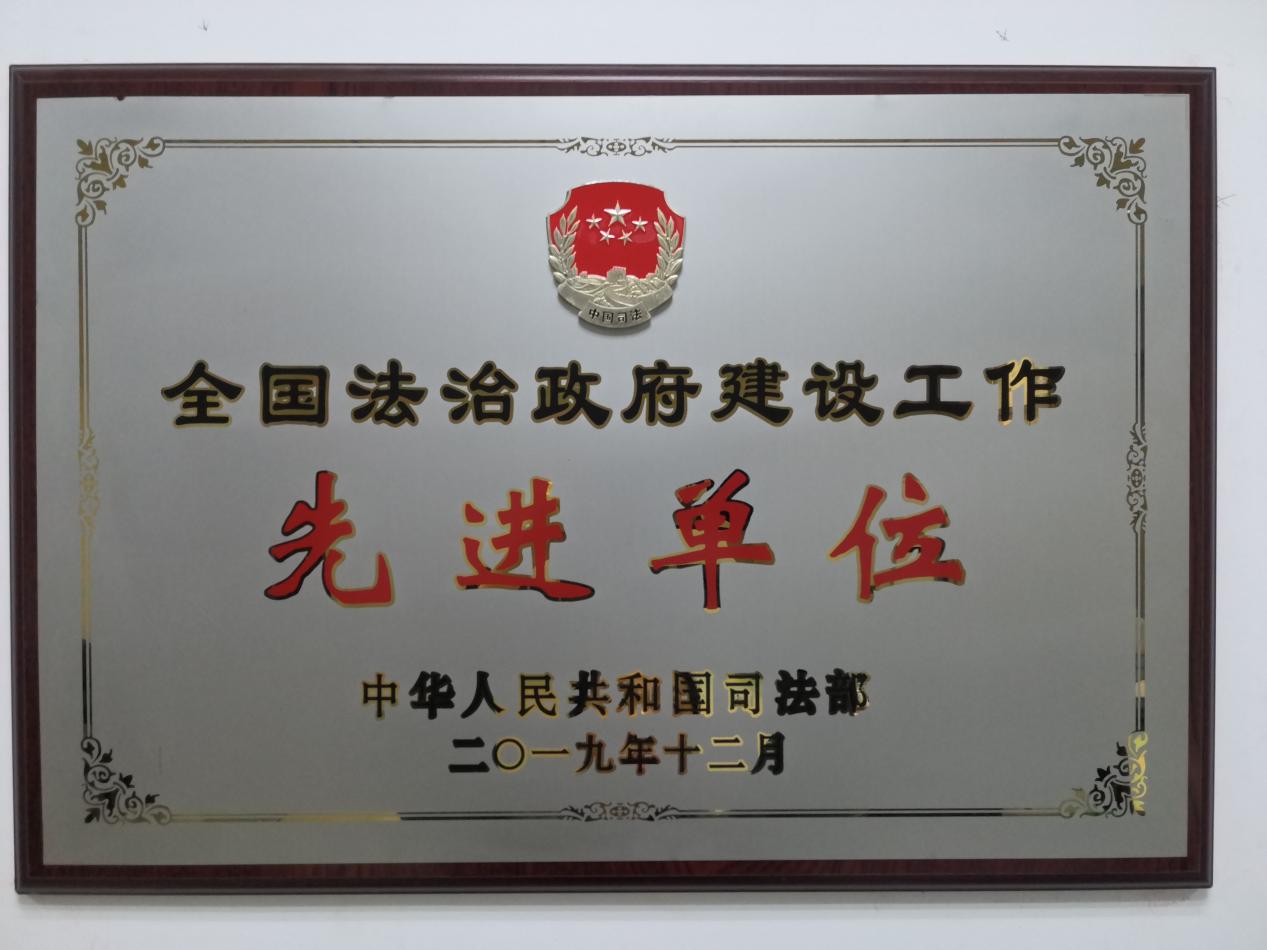 中国司法
全国法治政府建设工作
先进单位
中华人民共和国司法部
二〇一九年十二月